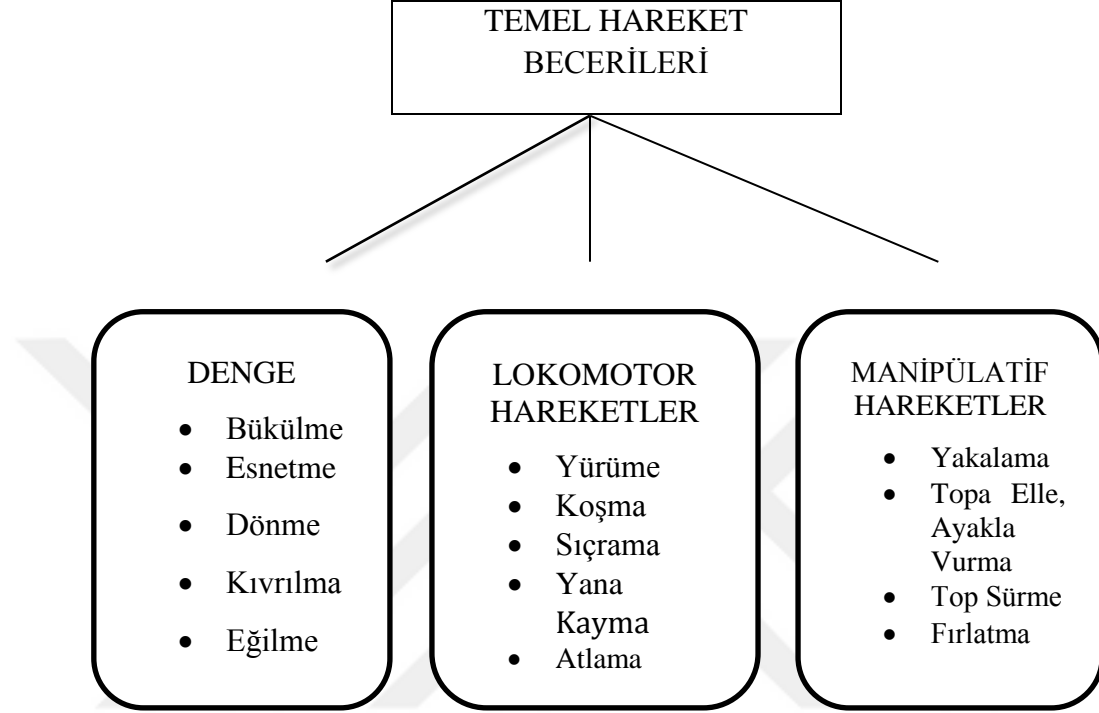 TEMEL HAREKET
BECERİLERİ
DENGE
• Bükülme
• Esnetme
• Dönme
• Kıvrılma
• Eğilme
LOKOMOTOR
HAREKETLER
• Yürüme
• Koşma
• Sıçrama
• Yana
Kayma
• Atlama
MANİPÜLATİF
HAREKETLER
• Yakalama
• Topa Elle,
Ayakla
Vurma
• Top Sürme
• Fırlatma